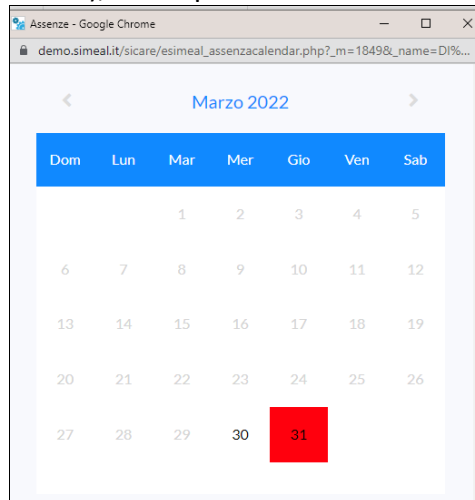 Assenze - Google Chrome
demo.simeal.it/sicare/esimeal_assenzacalendar.php?_m=1849&_name=DI%...
Marzo 2022
Dom Lun Mar Mer Gio Ven Sab
1 2 3 4 5
6 7 8 9 10 11 12
13 14 15 16 17 18 19
20 21 22 23 24 25 26
27 28 29 30 31